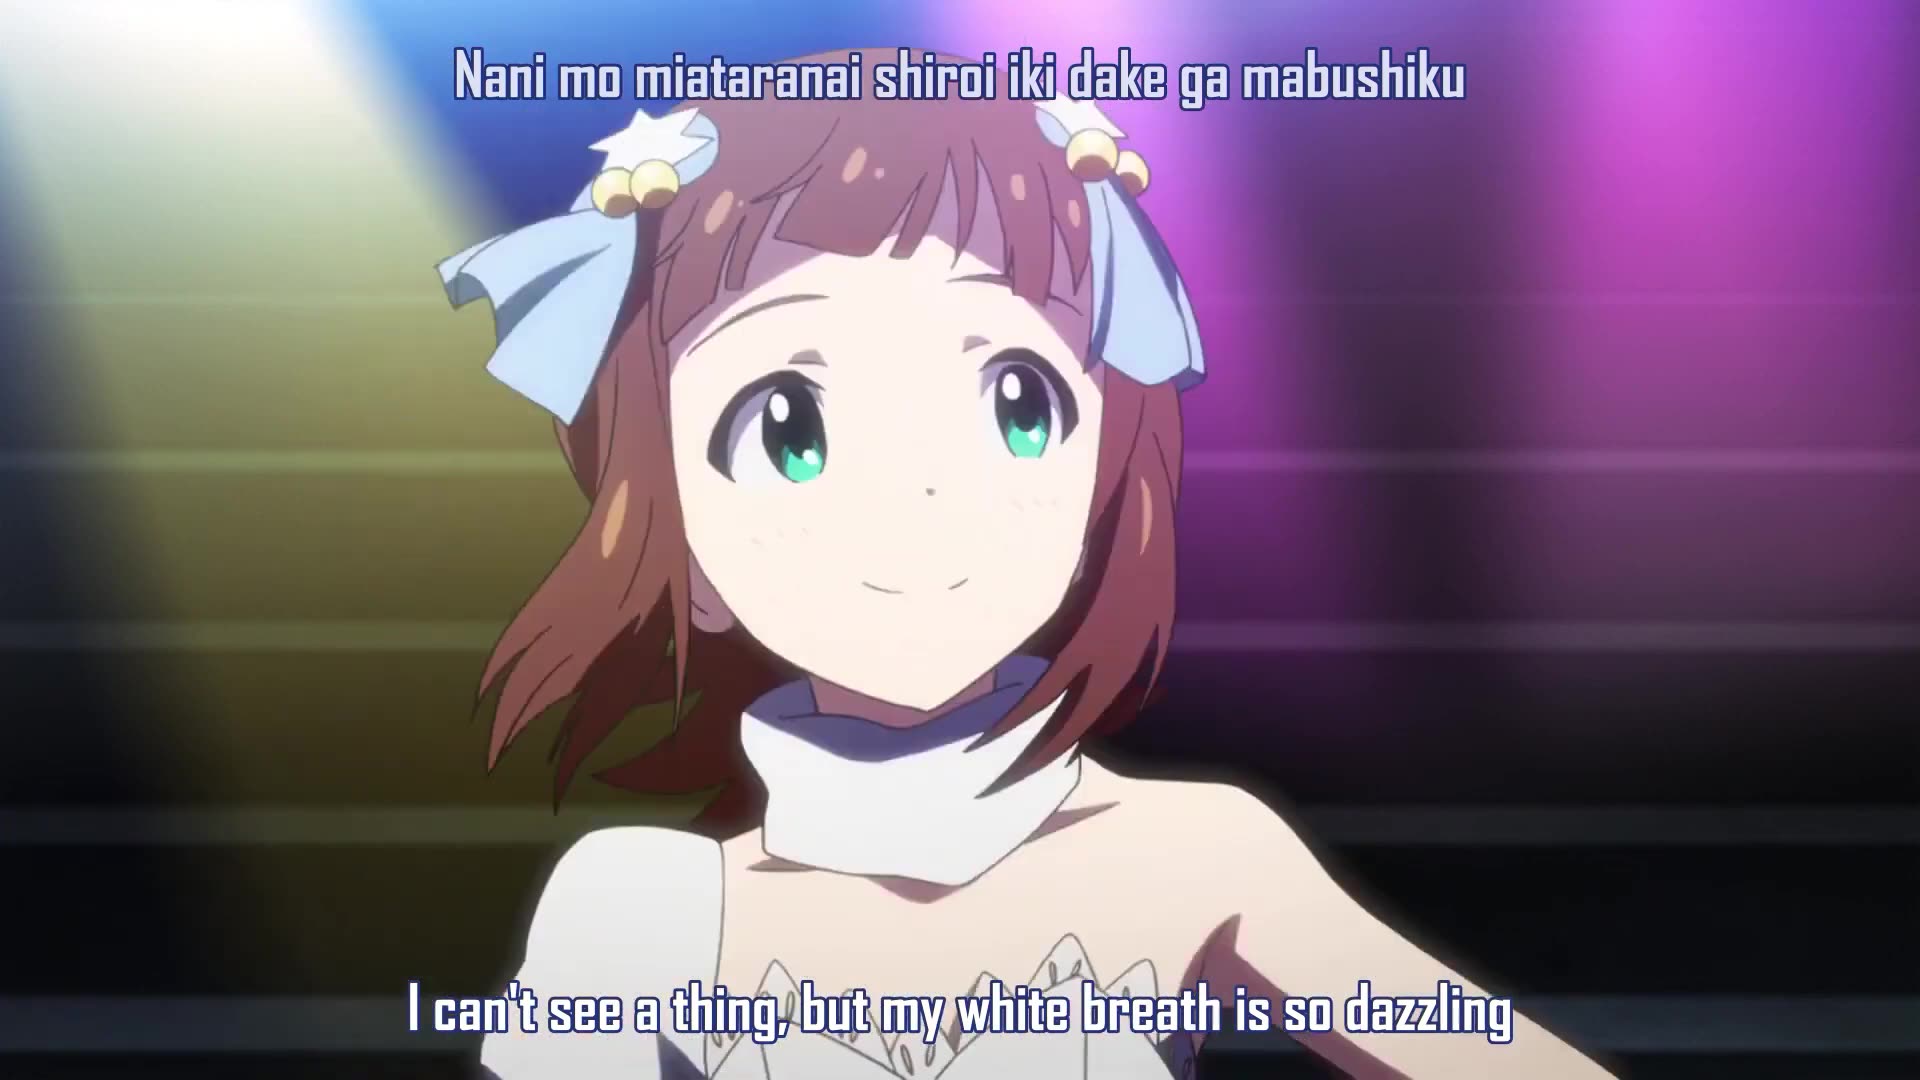 Nani mo miataranai shiroi iki dake ga mabushiku
I can't see a thing, but my white breath is so dazzling